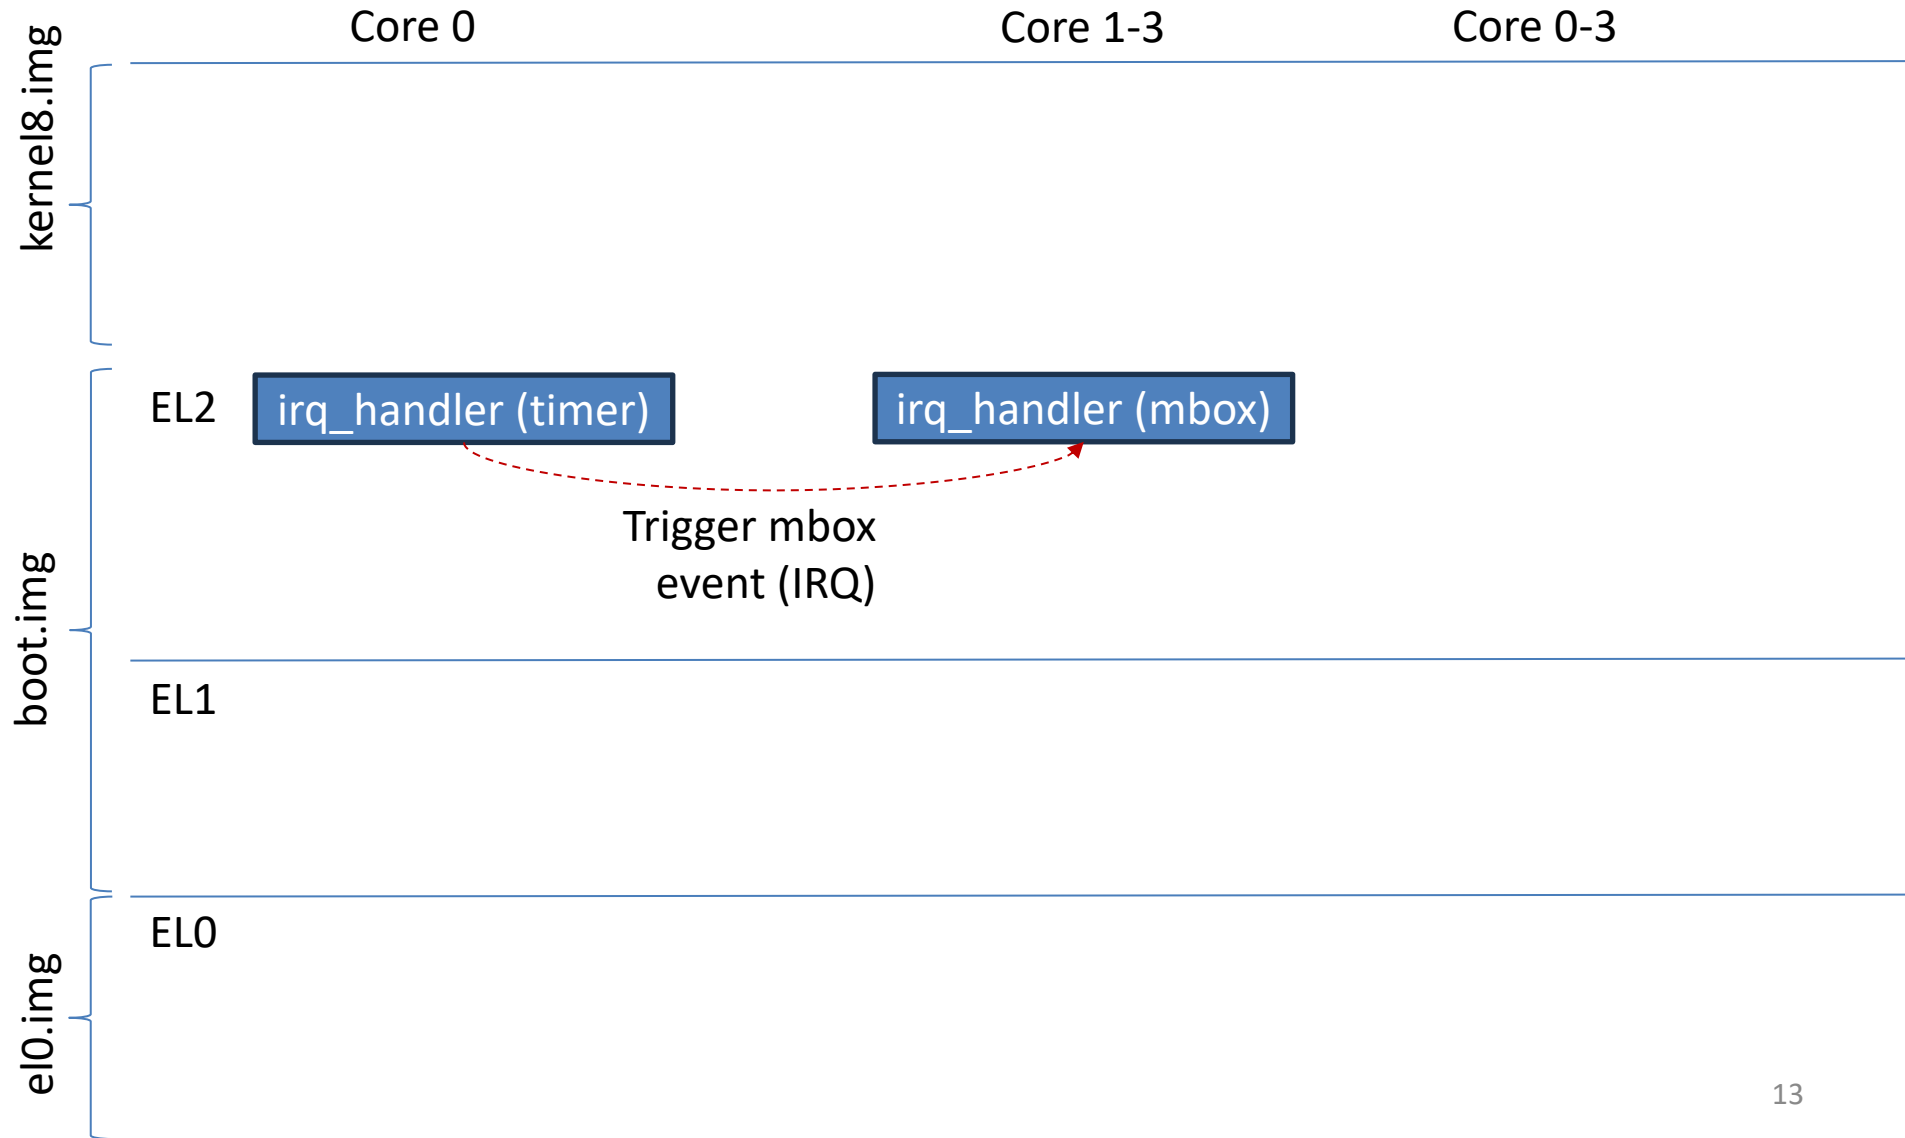 Core 0
Core 1-3
Core 0-3
kernel8.img
boot.img
EL2
irq_handler (timer)
irq_handler (mbox)
Trigger mbox
event (IRQ)
EL1
el0.img
EL0
13